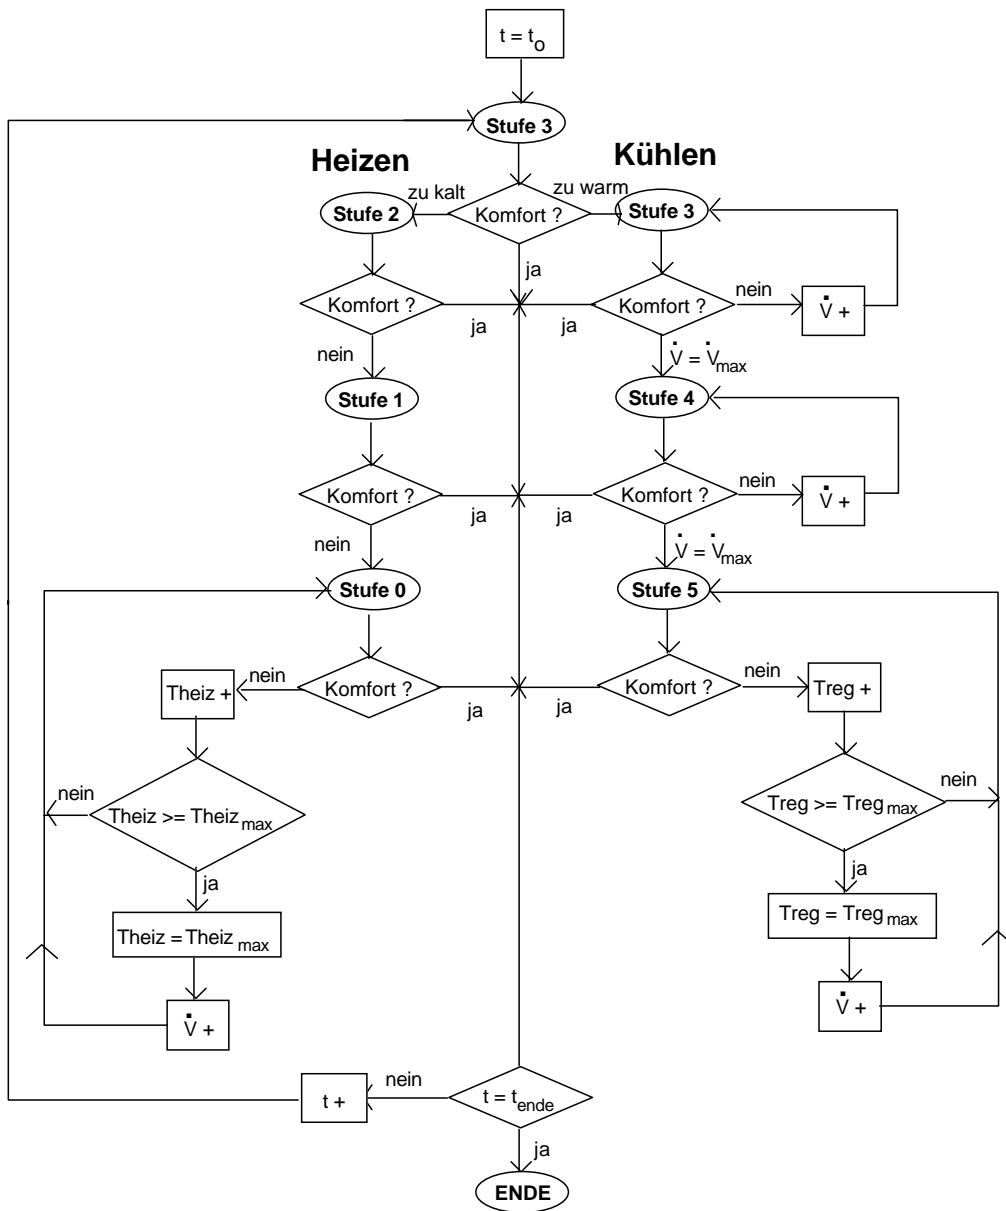 t = to
Stufe 3
Heizen
Kühlen
zu kalt
zu warm
Stufe 2
Komfort ?
Stufe 3
ja
Komfort ?
ja
ja
Komfort ?
nein
V̇ +
nein
V̇ = V̇max
Stufe 1
Stufe 4
Komfort ?
ja
ja
Komfort ?
nein
V̇ +
nein
V̇ = V̇max
Stufe 0
Stufe 5
Theiz +
nein
Komfort ?
ja
ja
Komfort ?
nein
Treg +
nein
Theiz >= Theizmax
Treg >= Tregmax
nein
ja
ja
Theiz = Theizmax
Treg = Tregmax
V̇ +
V̇ +
t +
nein
t = tende
ja
ENDE